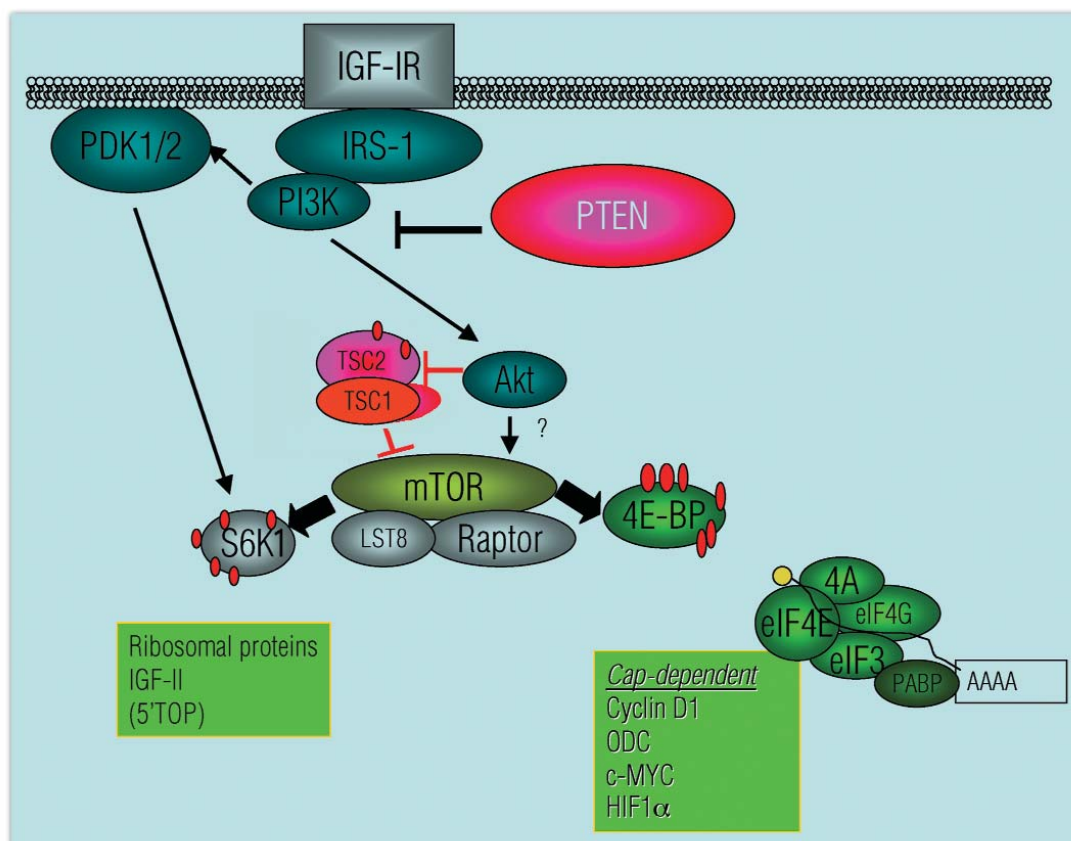 IGF-IR
PDK1/2
IRS-1
PI3K
PTEN
TSC2
TSC1
Akt
?
mTOR
LST8
Raptor
S6K1
4E-BP
4A
eIF4E
eIF4G
eIF3
PABP
AAAA
Ribosomal proteins
IGF-II
(5'TOP)
Cap-dependent
Cyclin D1
ODC
c-MYC
HIF1α